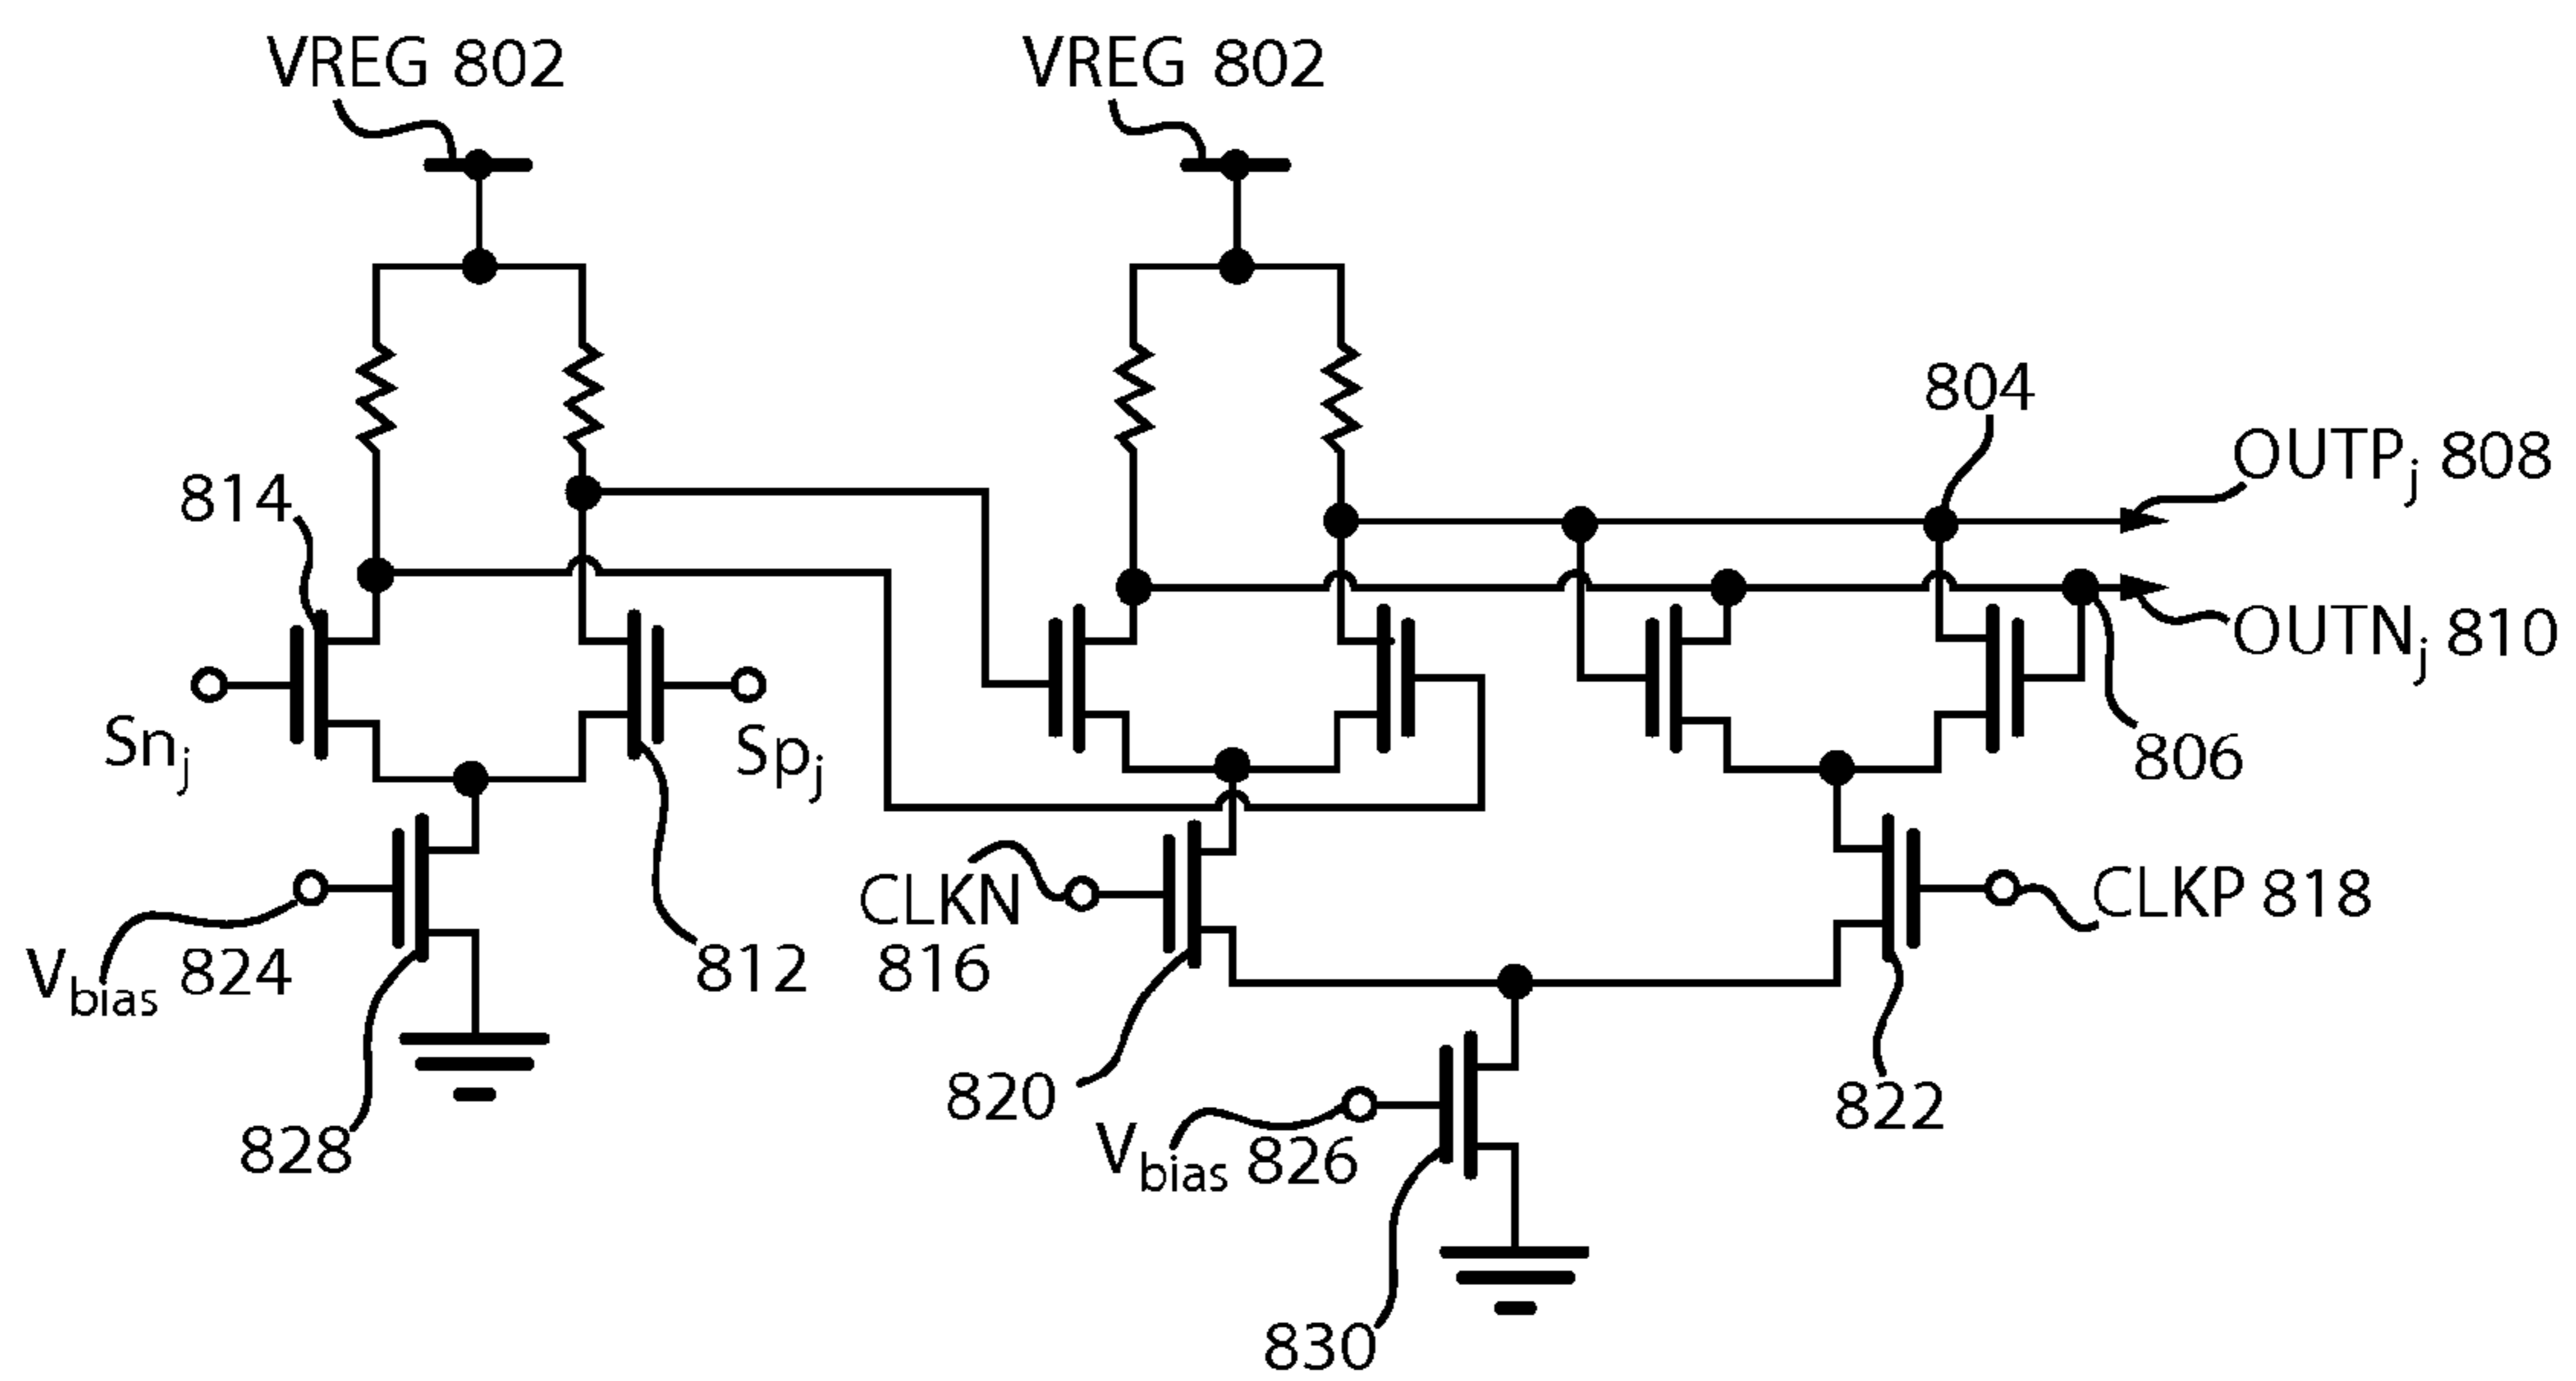 VREG 802
VREG 802
804
OUTPj 808
814
OUTNj 810
Snj
Spj
806
CLKN
816
CLKP 818
Vbias 824
812
820
822
828
Vbias 826
830